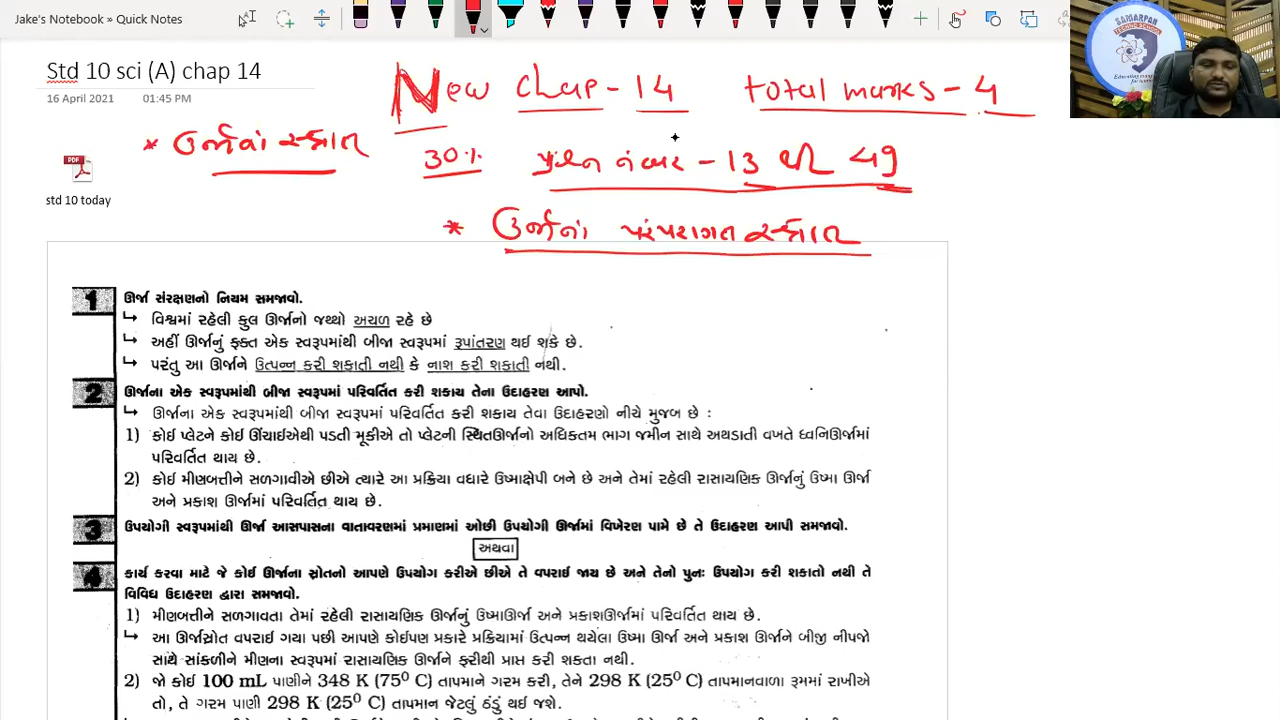 Jake's Notebook » Quick Notes
SAMARPAN
Std 10 sci (A) chap 14
16 April 2021 01:45 PM
New Chap - 14 total marks - 4
* ઉર્જાનાં સ્ત્રોત
30% પ્રશ્ન નંબર - 13 થી 49
PDF
std 10 today
* ઉર્જાનાં પરંપરાગત સ્ત્રોત
1 ઊર્જા સંરક્ષણનો નિયમ સમજાવો.
↳ વિશ્વમાં રહેલી કુલ ઊર્જાનો જથ્થો અચળ રહે છે
↳ અહીં ઊર્જાનું ફક્ત એક સ્વરૂપમાંથી બીજા સ્વરૂપમાં રૂપાંતરણ થઈ શકે છે.
↳ પરંતુ આ ઊર્જાને ઉત્પન્ન કરી શકાતી નથી કે નાશ કરી શકાતી નથી.
2 ઊર્જાના એક સ્વરૂપમાંથી બીજા સ્વરૂપમાં પરિવર્તિત કરી શકાય તેના ઉદાહરણ આપો.
↳ ઊર્જાના એક સ્વરૂપમાંથી બીજા સ્વરૂપમાં પરિવર્તિત કરી શકાય તેવા ઉદાહરણો નીચે મુજબ છે :
1) કોઈ પ્લેટને કોઈ ઊંચાઈએથી પડતી મૂકીએ તો પ્લેટની સ્થિતઊર્જાનો અધિક્તમ ભાગ જમીન સાથે અથડાતી વખતે ધ્વનિઊર્જામાં
પરિવર્તિત થાય છે.
2) કોઈ મીણબત્તીને સળગાવીએ છીએ ત્યારે આ પ્રક્રિયા વધારે ઉષ્માક્ષેપી બને છે અને તેમાં રહેલી રાસાયણિક ઊર્જાનું ઉષ્મા ઊર્જા
અને પ્રકાશ ઊર્જામાં પરિવર્તિત થાય છે.
3 ઉપયોગી સ્વરૂપમાંથી ઊર્જા આસપાસના વાતાવરણમાં પ્રમાણમાં ઓછી ઉપયોગી ઊર્જામાં વિખેરણ પામે છે તે ઉદાહરણ આપી સમજાવો.
અથવા
4 કાર્ય કરવા માટે જે કોઈ ઊર્જાના સ્રોતનો આપણે ઉપયોગ કરીએ છીએ તે વપરાઈ જાય છે અને તેનો પુનઃ ઉપયોગ કરી શકાતો નથી તે
વિવિધ ઉદાહરણ દ્વારા સમજાવો.
1) મીણબત્તીને સળગાવતા તેમાં રહેલી રાસાયણિક ઊર્જાનું ઉષ્માઊર્જા અને પ્રકાશઊર્જામાં પરિવર્તિત થાય છે.
↳ આ ઊર્જાસ્રોત વપરાઈ ગયા પછી આપણે કોઈપણ પ્રકારે પ્રક્રિયામાં ઉત્પન્ન થયેલા ઉષ્મા ઊર્જા અને પ્રકાશ ઊર્જાને બીજી નીપજો
સાથે સાંકળીને મીણના સ્વરૂપમાં રાસાયણિક ઊર્જાને ફરીથી પ્રાપ્ત કરી શકતા નથી.
2) જો કોઈ 100 mL પાણીને 348 K (75⁰ C) તાપમાને ગરમ કરી, તેને 298 K (25⁰ C) તાપમાનવાળા રૂમમાં રાખીએ
તો, તે ગરમ પાણી 298 K (25⁰ C) તાપમાન જેટલું ઠંડું થઈ જશે.